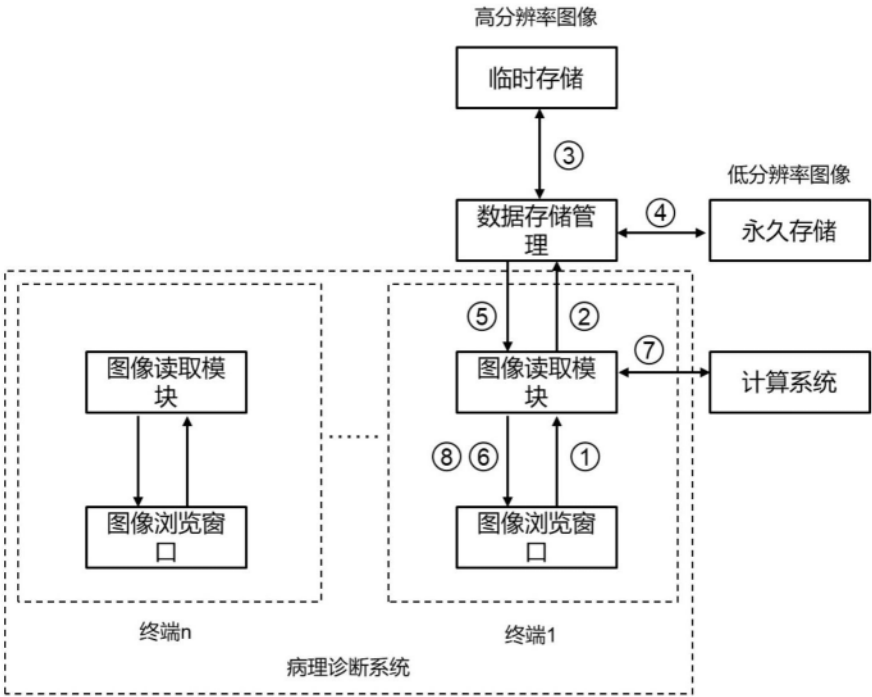 高分辨率图像
临时存储
③
低分辨率图像
数据存储管
理
④
永久存储
⑤
②
图像读取模
块
……
图像读取模
块
⑦
计算系统
⑧⑥
①
图像浏览窗
口
图像浏览窗
口
终端n
终端1
病理诊断系统